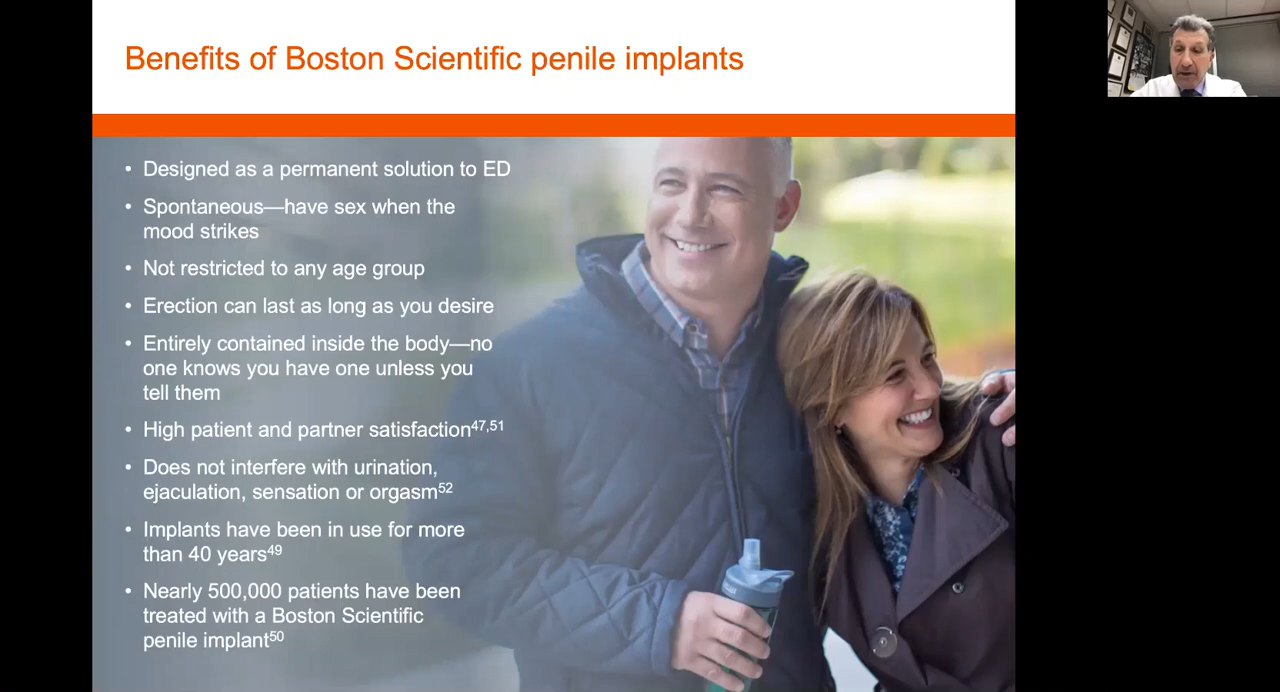 Benefits of Boston Scientific penile implants
• Designed as a permanent solution to ED
• Spontaneous—have sex when the
mood strikes
• Not restricted to any age group
• Erection can last as long as you desire
• Entirely contained inside the body—no
one knows you have one unless you
tell them
• High patient and partner satisfaction47,51
• Does not interfere with urination,
ejaculation, sensation or orgasm52
• Implants have been in use for more
than 40 years49
• Nearly 500,000 patients have been
treated with a Boston Scientific
penile implant50